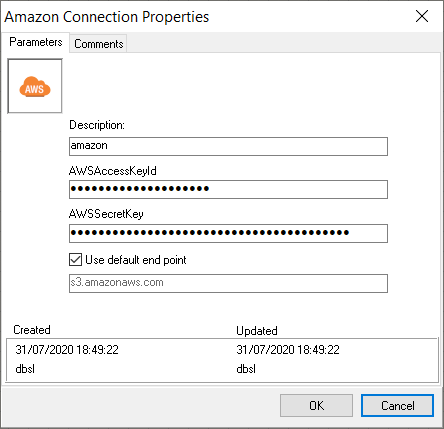 Amazon Connection Properties
Parameters Comments
AWS
Description:
amazon
AWSAccessKeyId
●●●●●●●●●●●●●●●●●●●●
AWSSecretKey
●●●●●●●●●●●●●●●●●●●●●●●●●●●●●●●●●●●●●●●●
Use default end point
s3.amazonaws.com
Created Updated
31/07/2020 18:49:22 31/07/2020 18:49:22
dbsl dbsl
OK Cancel